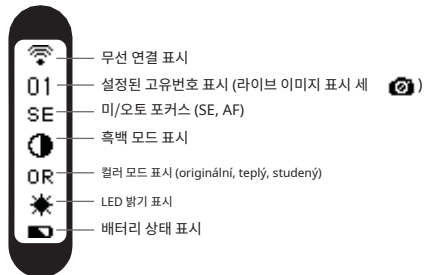 무선 연결 표시
01 설정된 고유번호 표시 (라이브 이미지 표시 세 )
SE 미/오토 포커스 (SE, AF)
흑백 모드 표시
OR 컬러 모드 표시 (originální, teplý, studený)
LED 밝기 표시
배터리 상태 표시